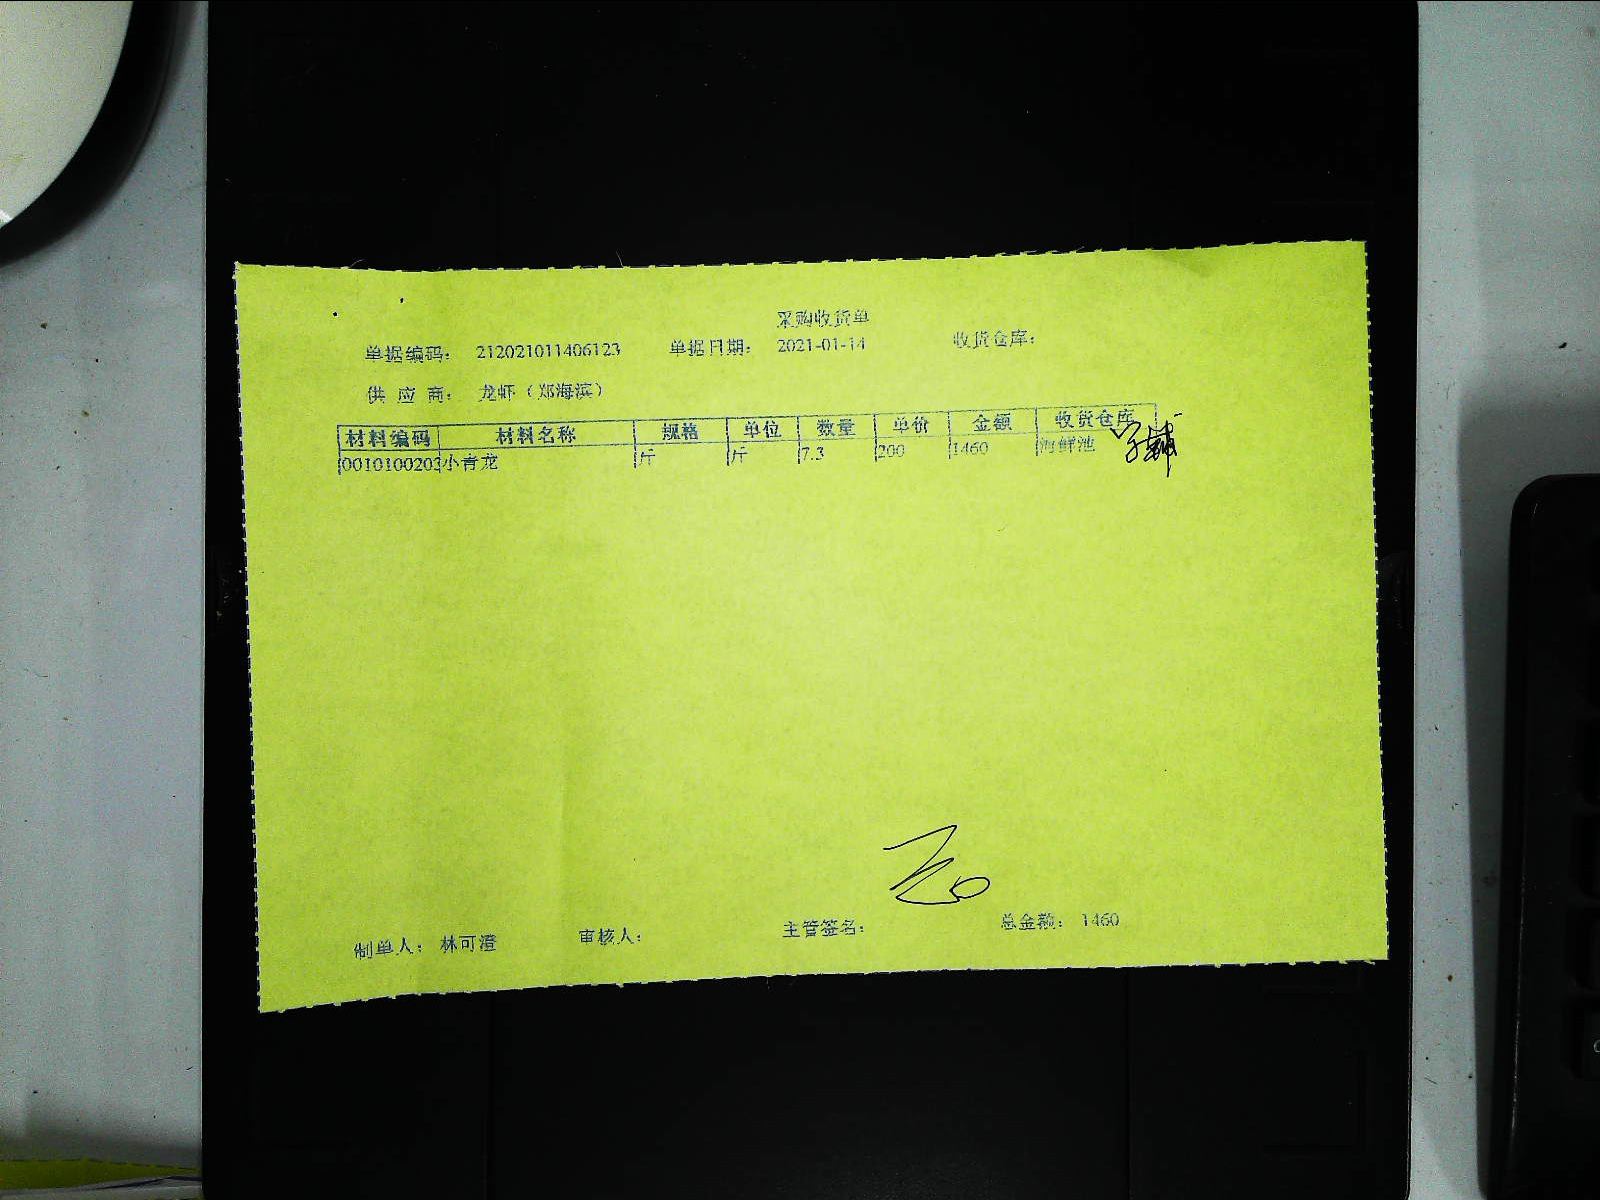 采购收货单
单据编码： 212021011406123 单据日期： 2021-01-14 收货仓库：
供 应 商： 龙虾（郑海滨）
材料编码 材料名称 规格 单位 数量 单价 金额 收货仓库
0010100203 小青龙 斤 斤 7.3 200 1460 海鲜池
制单人： 林可澄 审核人： 主管签名： 总金额： 1460